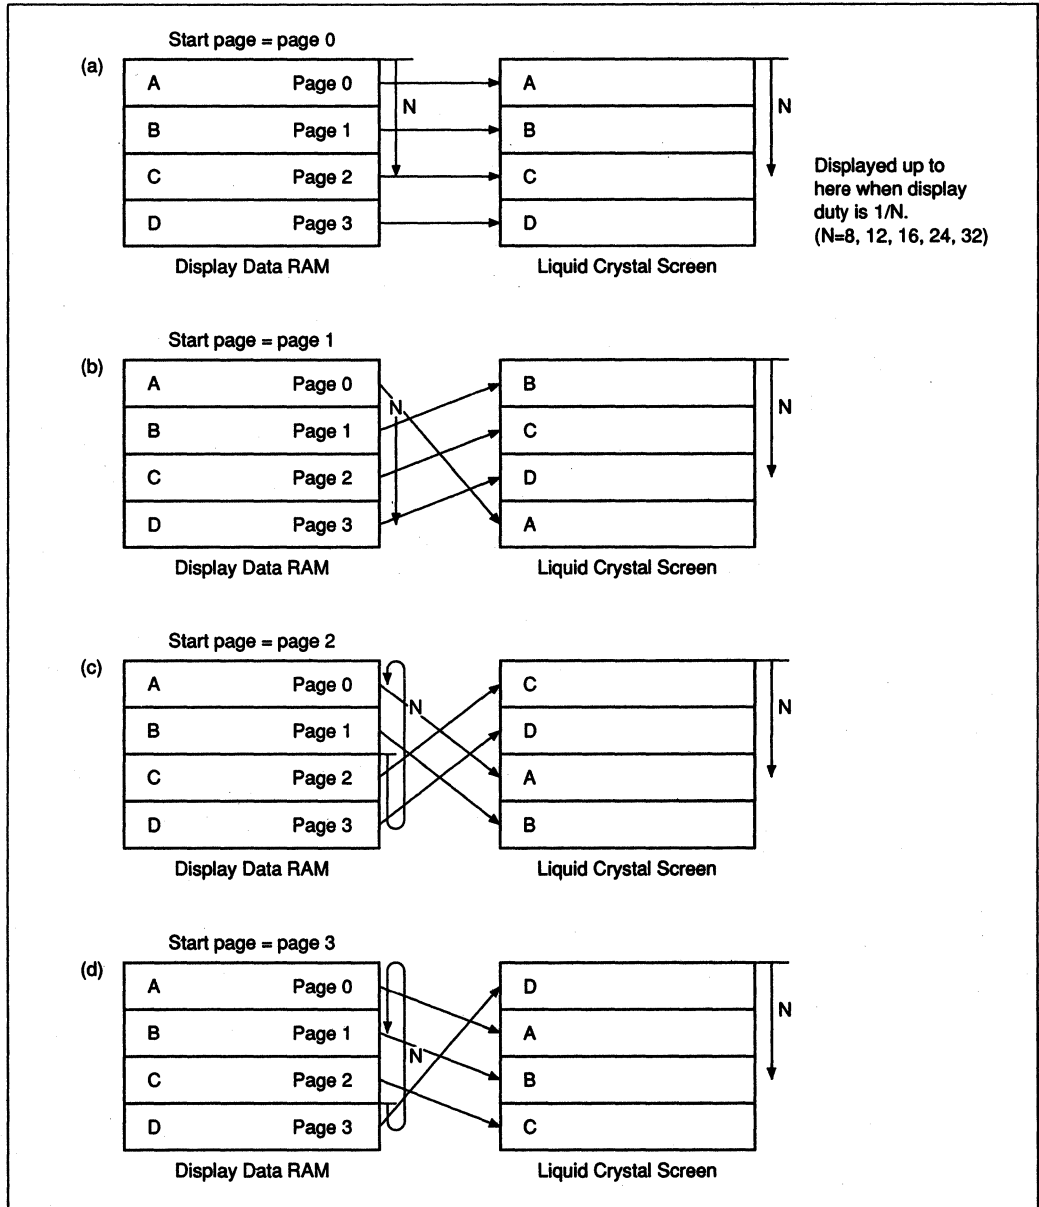 Start page = page 0
(a)
A Page 0
B Page 1
C Page 2
D Page 3
N
A
B
C
D
N
Display Data RAM
Liquid Crystal Screen
Displayed up to
here when display
duty is 1/N.
(N=8, 12, 16, 24, 32)
Start page = page 1
(b)
A Page 0
B Page 1
C Page 2
D Page 3
N
B
C
D
A
N
Display Data RAM
Liquid Crystal Screen
Start page = page 2
(c)
A Page 0
B Page 1
C Page 2
D Page 3
N
C
D
A
B
N
Display Data RAM
Liquid Crystal Screen
Start page = page 3
(d)
A Page 0
B Page 1
C Page 2
D Page 3
N
D
A
B
C
N
Display Data RAM
Liquid Crystal Screen